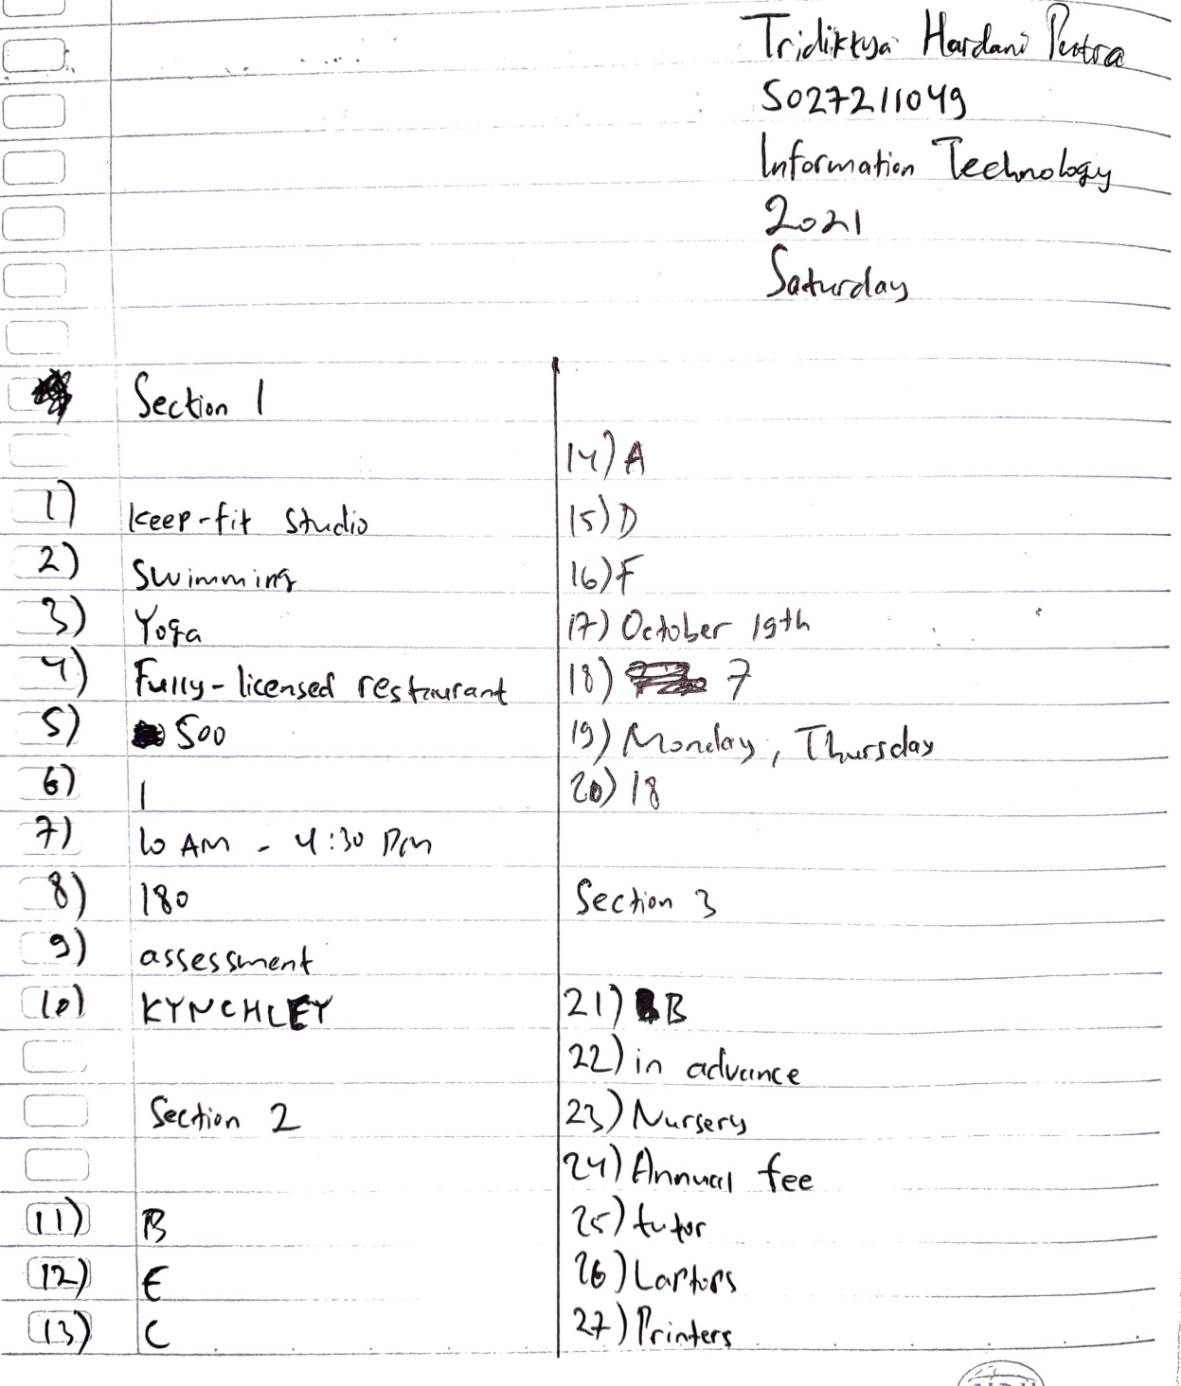 Tridiktya Hardani Putra
5027211049
Information Technology
2021
Saturday
Section 1
1) keep-fit studio
2) swimming
3) Yoga
4) Fully-licensed restaurant
5) 500
6) 1
7) 10 AM - 4:30 PM
8) 180
9) assessment
10) KYNCHLEY
Section 2
11) B
12) E
13) C
14) A
15) D
16) F
17) October 19th
18) 7
19) Monday, Thursday
20) 18
Section 3
21) B
22) in advance
23) Nursery
24) Annual fee
25) tutor
26) Laptops
27) Printers